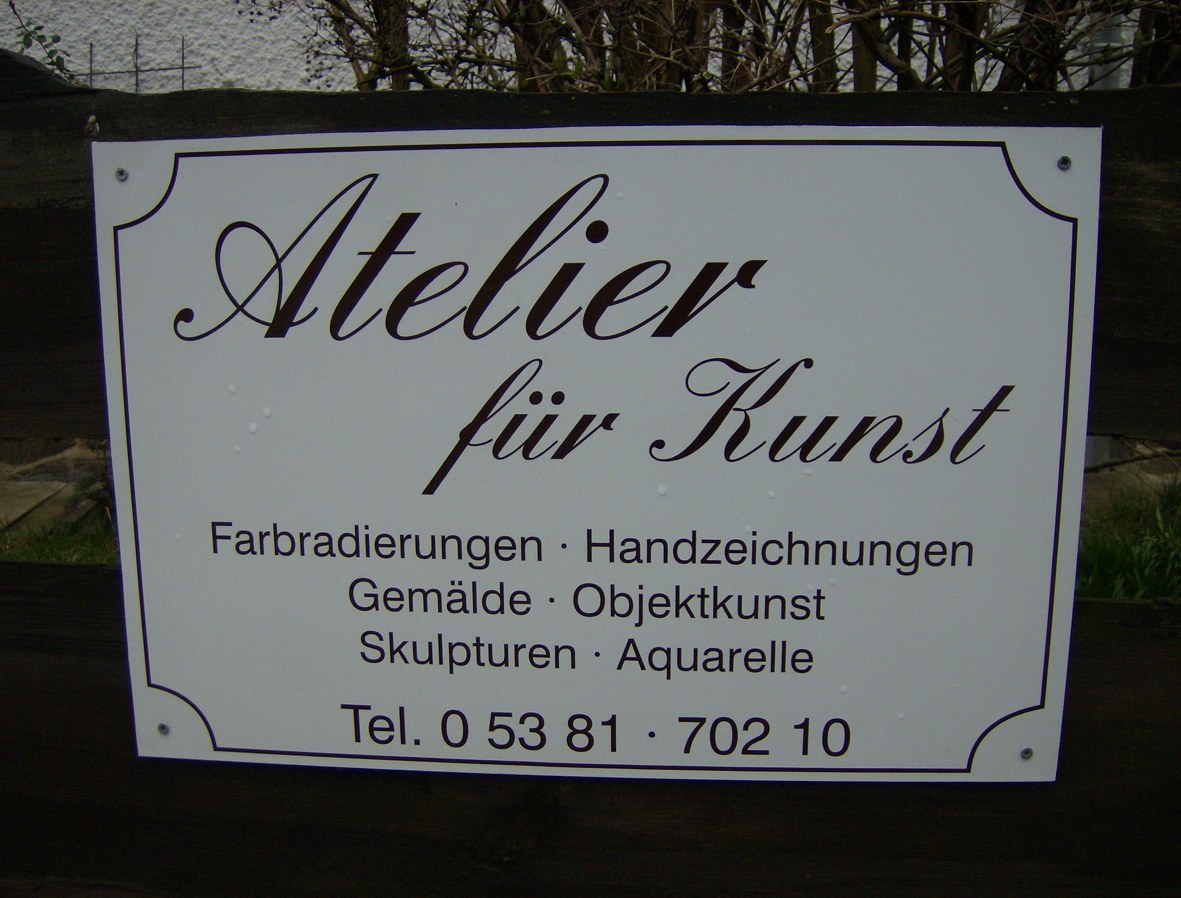 Atelier
für Kunst
Farbradierungen · Handzeichnungen
Gemälde · Objektkunst
Skulpturen · Aquarelle
Tel. 0 53 81 · 702 10